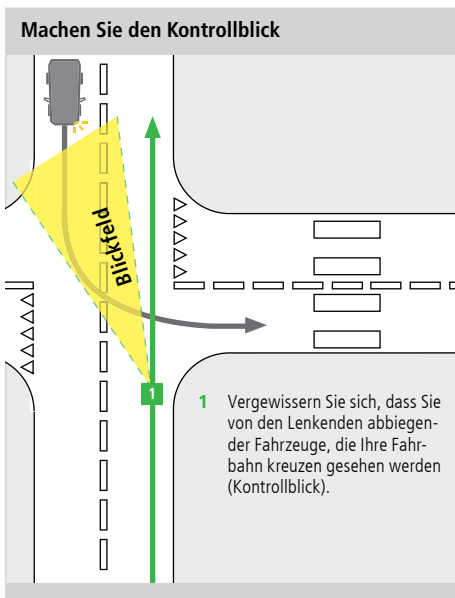 Machen Sie den Kontrollblick
Blickfeld
1
1 Vergewissern Sie sich, dass Sie
von den Lenkenden abbiegen-
der Fahrzeuge, die Ihre Fahr-
bahn kreuzen gesehen werden
(Kontrollblick).